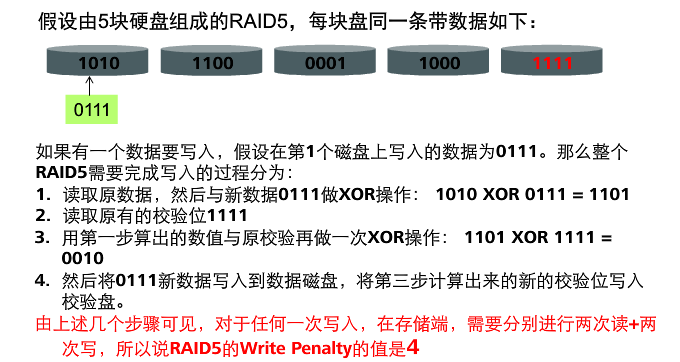 假设由5块硬盘组成的RAID5，每块盘同一条带数据如下：
1010 1100 0001 1000 1111
0111
如果有一个数据要写入，假设在第1个磁盘上写入的数据为0111。那么整个
RAID5需要完成写入的过程分为：
1. 读取原数据，然后与新数据0111做XOR操作： 1010 XOR 0111 = 1101
2. 读取原有的校验位1111
3. 用第一步算出的数值与原校验再做一次XOR操作： 1101 XOR 1111 =
0010
4. 然后将0111新数据写入到数据磁盘，将第三步计算出来的新的校验位写入
校验盘。
由上述几个步骤可见，对于任何一次写入，在存储端，需要分别进行两次读+两
次写，所以说RAID5的Write Penalty的值是4